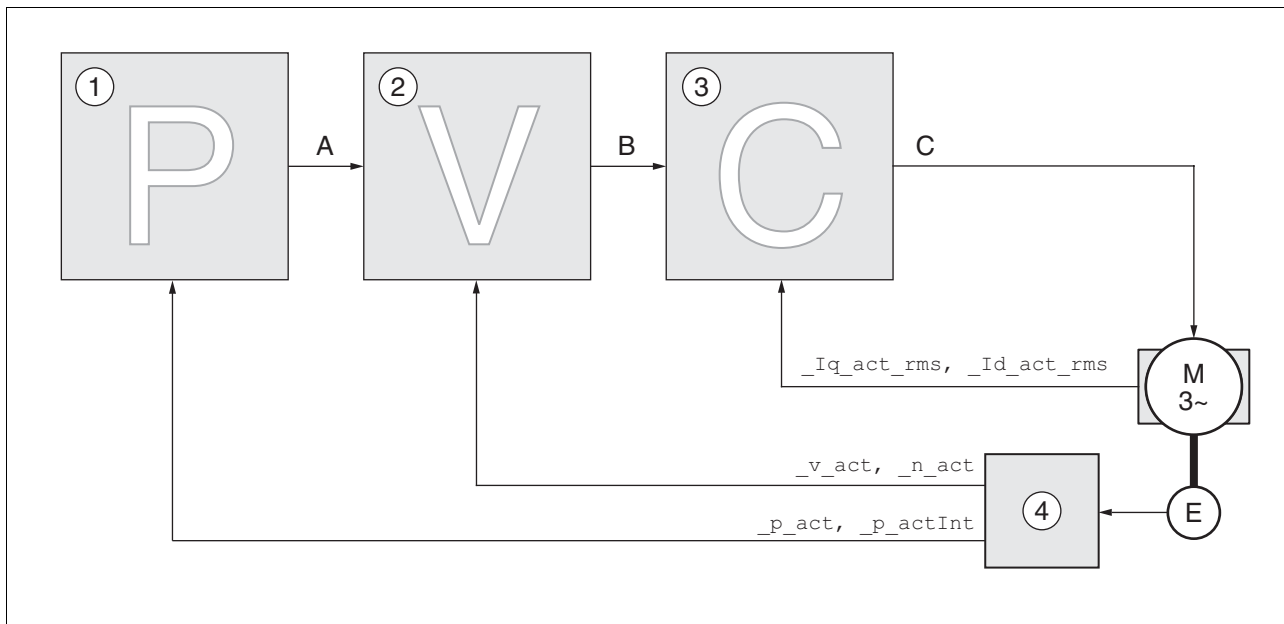 1
P
A
2
V
B
3
C
C
_Iq_act_rms, _Id_act_rms
M
3~
_v_act, _n_act
_p_act, _p_actInt
4
E